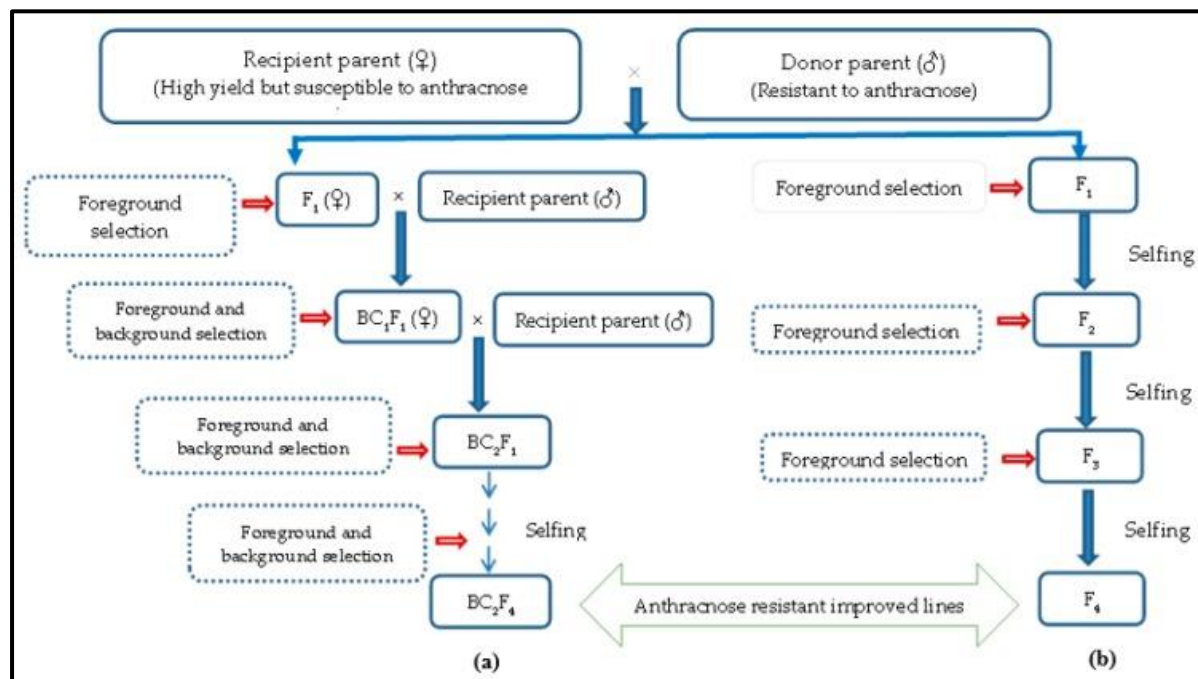 Recipient parent (♀)
(High yield but susceptible to anthracnose
.
×
Donor parent (♂)
(Resistant to anthracnose)
Foreground
selection
F₁ (♀)
×
Recipient parent (♂)
Foreground selection
F₁
Selfing
Foreground and
background selection
BC₁F₁ (♀)
×
Recipient parent (♂)
Foreground selection
F₂
Selfing
Foreground and
background selection
BC₂F₁
Foreground selection
F₃
Foreground and
background selection
Selfing
Selfing
BC₂F₄
Anthracnose resistant improved lines
F₄
(a)
(b)